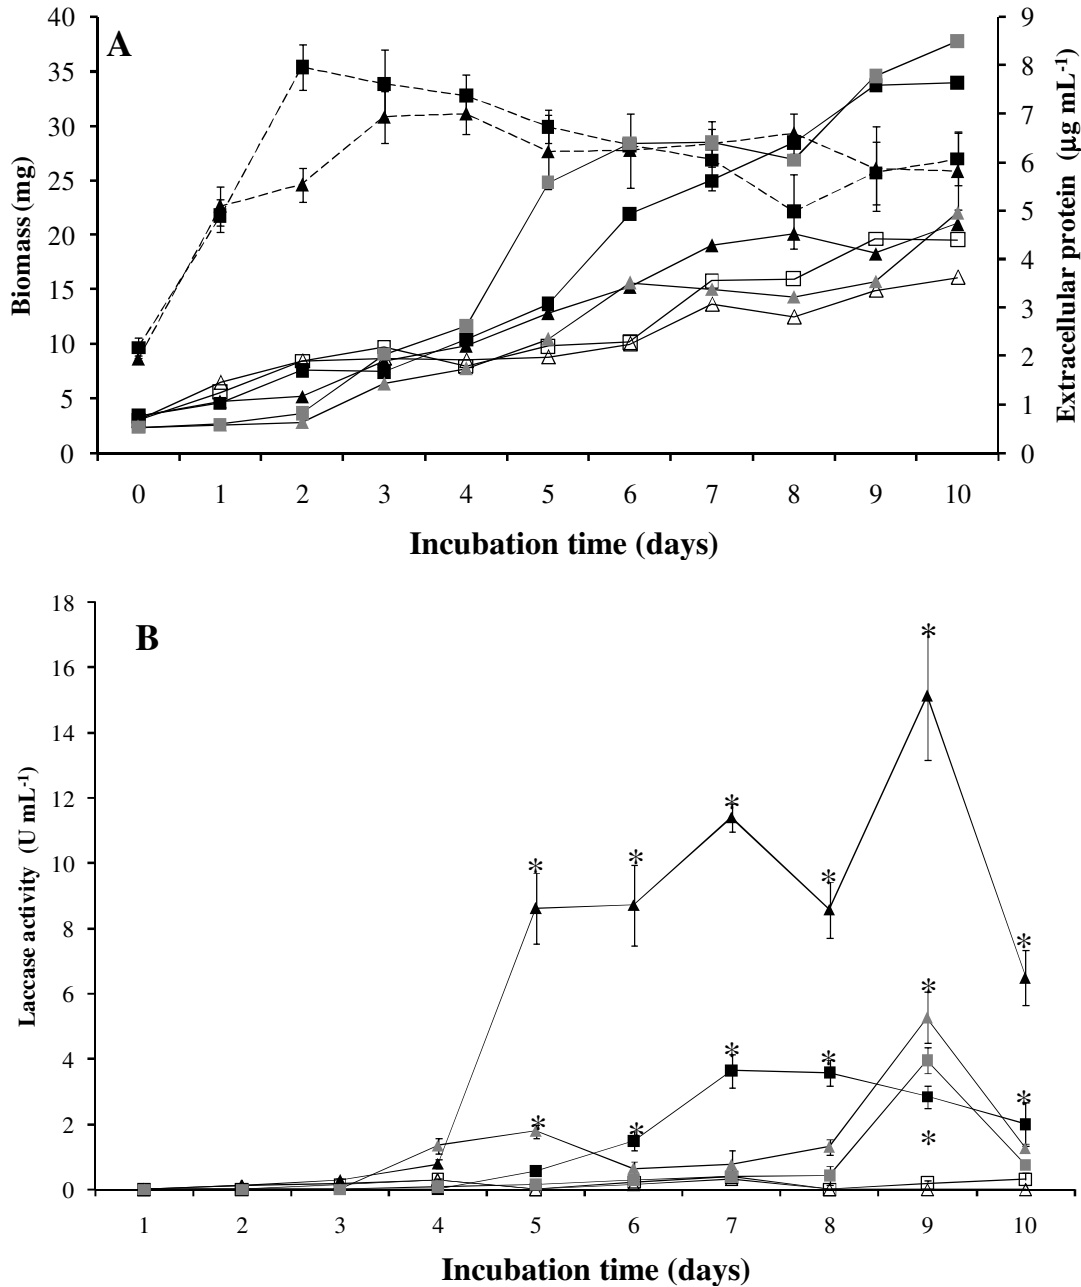 A
40
35
30
25
20
15
10
5
0
Biomass (mg)
9
8
7
6
5
4
3
2
1
0
Extracellular protein (µg mL⁻¹)
0 1 2 3 4 5 6 7 8 9 10
Incubation time (days)
B
18
16
14
12
10
8
6
4
2
0
Laccase activity (U mL⁻¹)
* * * * * *
* * * * * * * *
1 2 3 4 5 6 7 8 9 10
Incubation time (days)